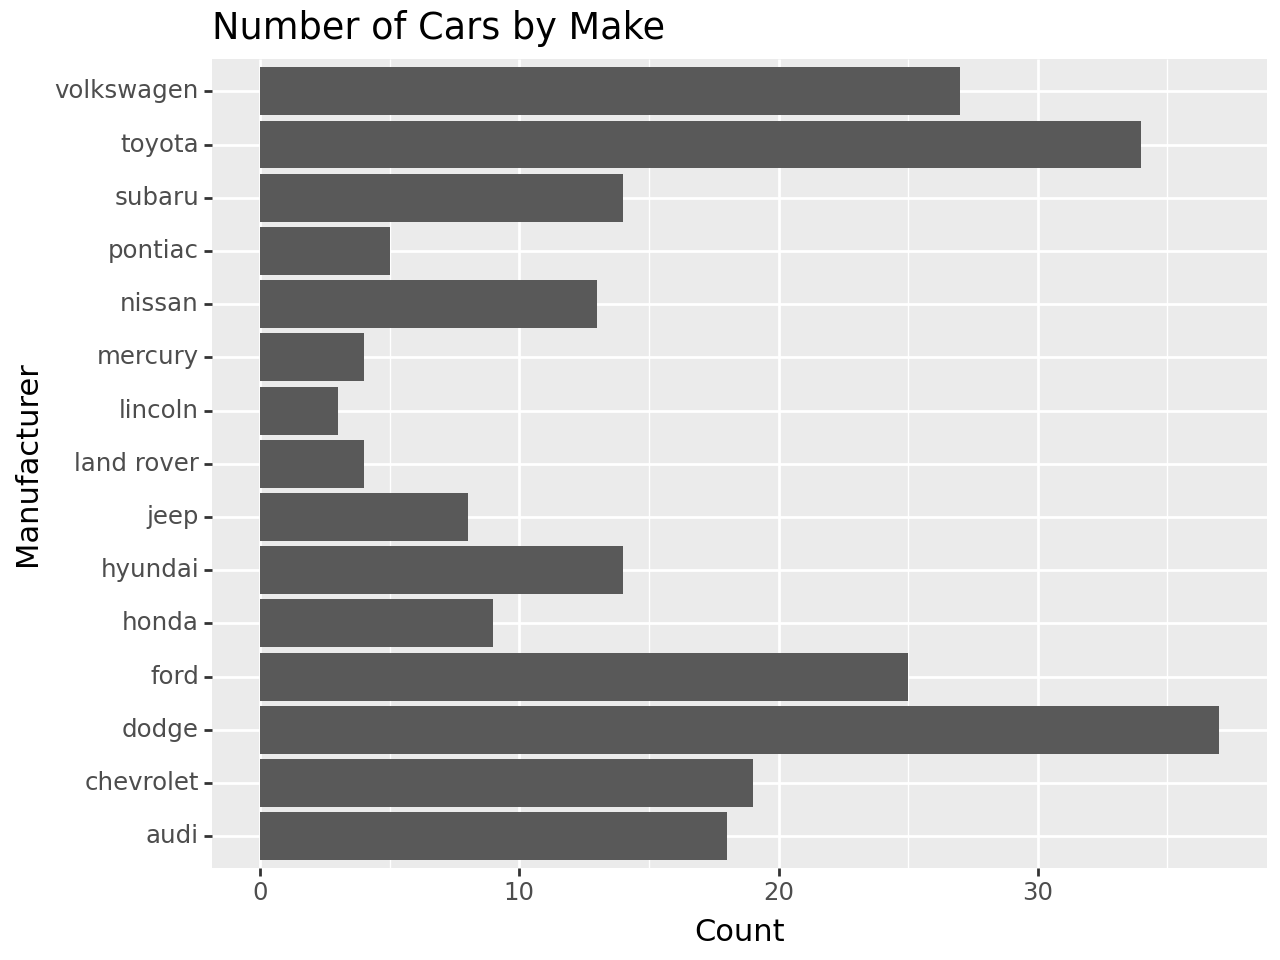 Number of Cars by Make
volkswagen
toyota
subaru
pontiac
nissan
mercury
lincoln
land rover
jeep
hyundai
honda
ford
dodge
chevrolet
audi
Manufacturer
0 10 20 30
Count